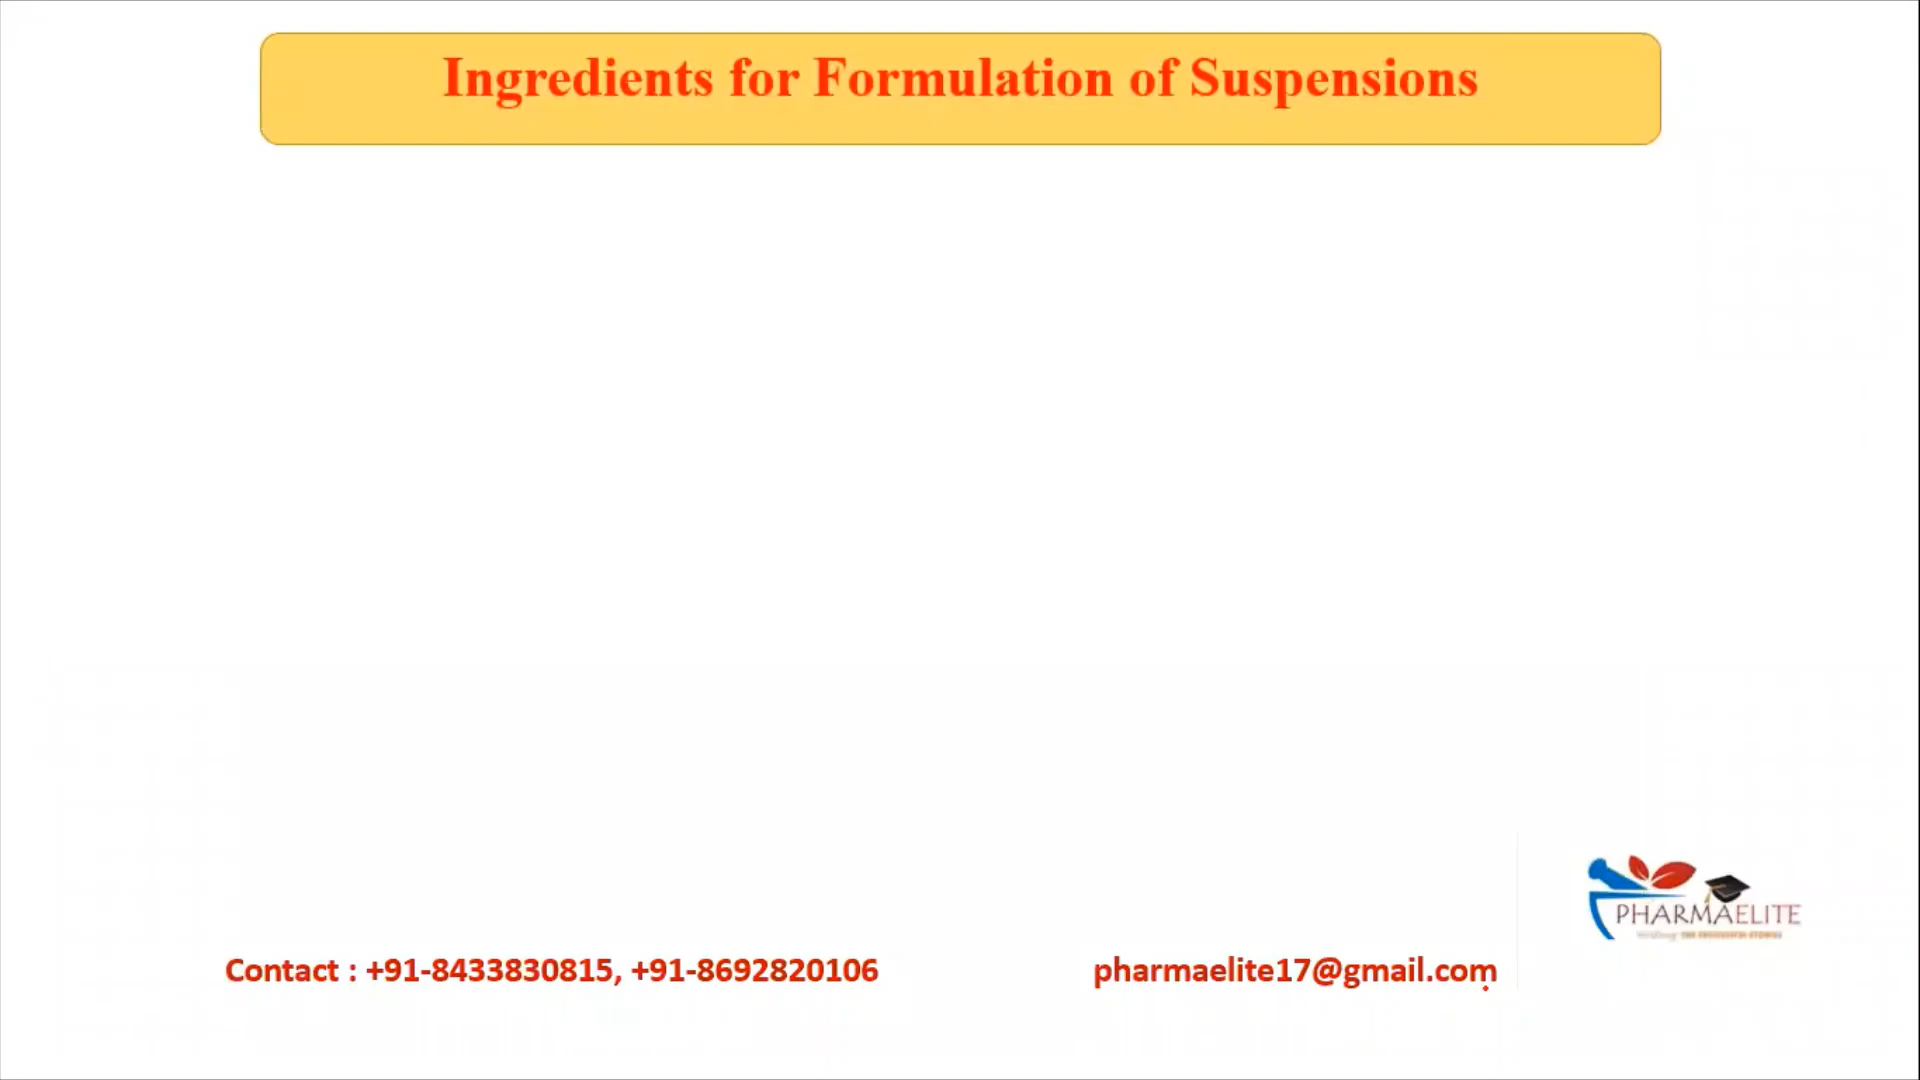 Ingredients for Formulation of Suspensions
PHARMAELITE
Contact : +91-8433830815, +91-8692820106
pharmaelite17@gmail.com